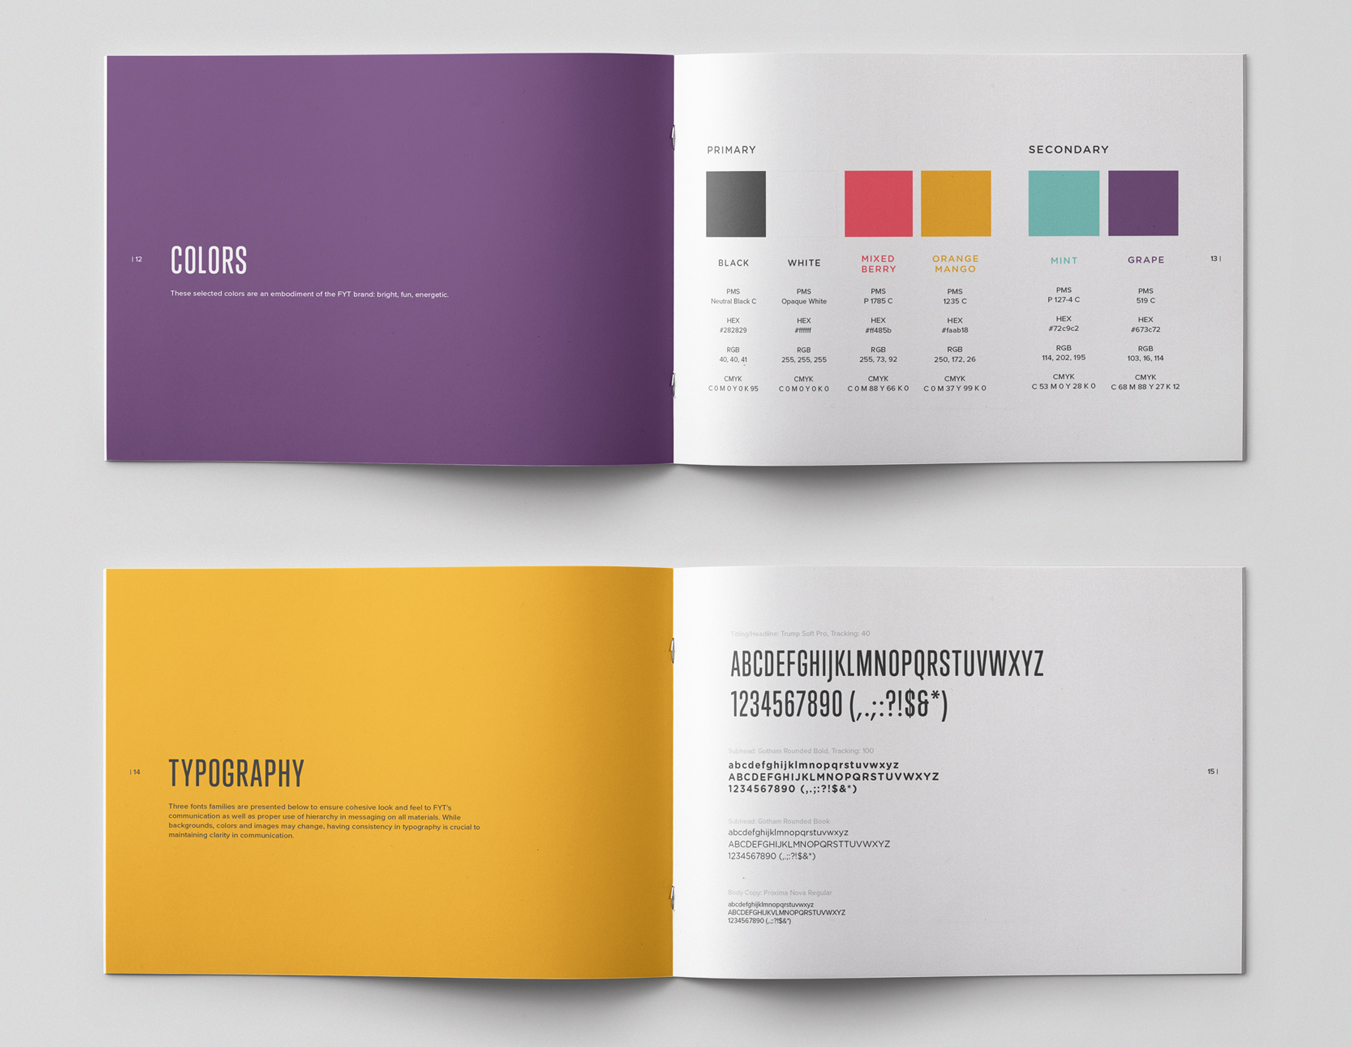 | 12
COLORS
These selected colors are an embodiment of the FYT brand: bright, fun, energetic.
PRIMARY
SECONDARY
BLACK
PMS
Neutral Black C
HEX
#282829
RGB
40, 40, 41
CMYK
C 0 M 0 Y 0 K 95
WHITE
PMS
Opaque White
HEX
#ffffff
RGB
255, 255, 255
CMYK
C 0 M 0 Y 0 K 0
MIXED
BERRY
PMS
P 1785 C
HEX
#ff485b
RGB
255, 73, 92
CMYK
C 0 M 88 Y 66 K 0
ORANGE
MANGO
PMS
1235 C
HEX
#faab18
RGB
250, 172, 26
CMYK
C 0 M 37 Y 99 K 0
MINT
PMS
P 127-4 C
HEX
#72c9c2
RGB
114, 202, 195
CMYK
C 53 M 0 Y 28 K 0
GRAPE
PMS
519 C
HEX
#673c72
RGB
103, 16, 114
CMYK
C 68 M 88 Y 27 K 12
13 |
| 14
TYPOGRAPHY
Three fonts families are presented below to ensure cohesive look and feel to FYT's
communication as well as proper use of hierarchy in messaging on all materials. While
backgrounds, colors and images may change, having consistency in typography is crucial to
maintaining clarity in communication.
Titling/Headline: Trump Soft Pro, Tracking: 40
ABCDEFGHIJKLMNOPQRSTUVWXYZ
1234567890 (,.;:?!$&*)
Subhead: Gotham Rounded Bold, Tracking: 100
abcdefghijklmnopqrstuvwxyz
ABCDEFGHIJKLMNOPQRSTUVWXYZ
1234567890 (,.;:?!$&*)
Subhead: Gotham Rounded Book
abcdefghijklmnopqrstuvwxyz
ABCDEFGHIJKLMNOPQRSTTUVWXYZ
1234567890 (,.;:?!$&*)
Body Copy: Proxima Nova Regular
abcdefghijklmnopqrstuvwxyz
ABCDEFGHIJKVLMNOPQRSTUVWXYZ
1234567890 (,.;:?!$&*)
15 |